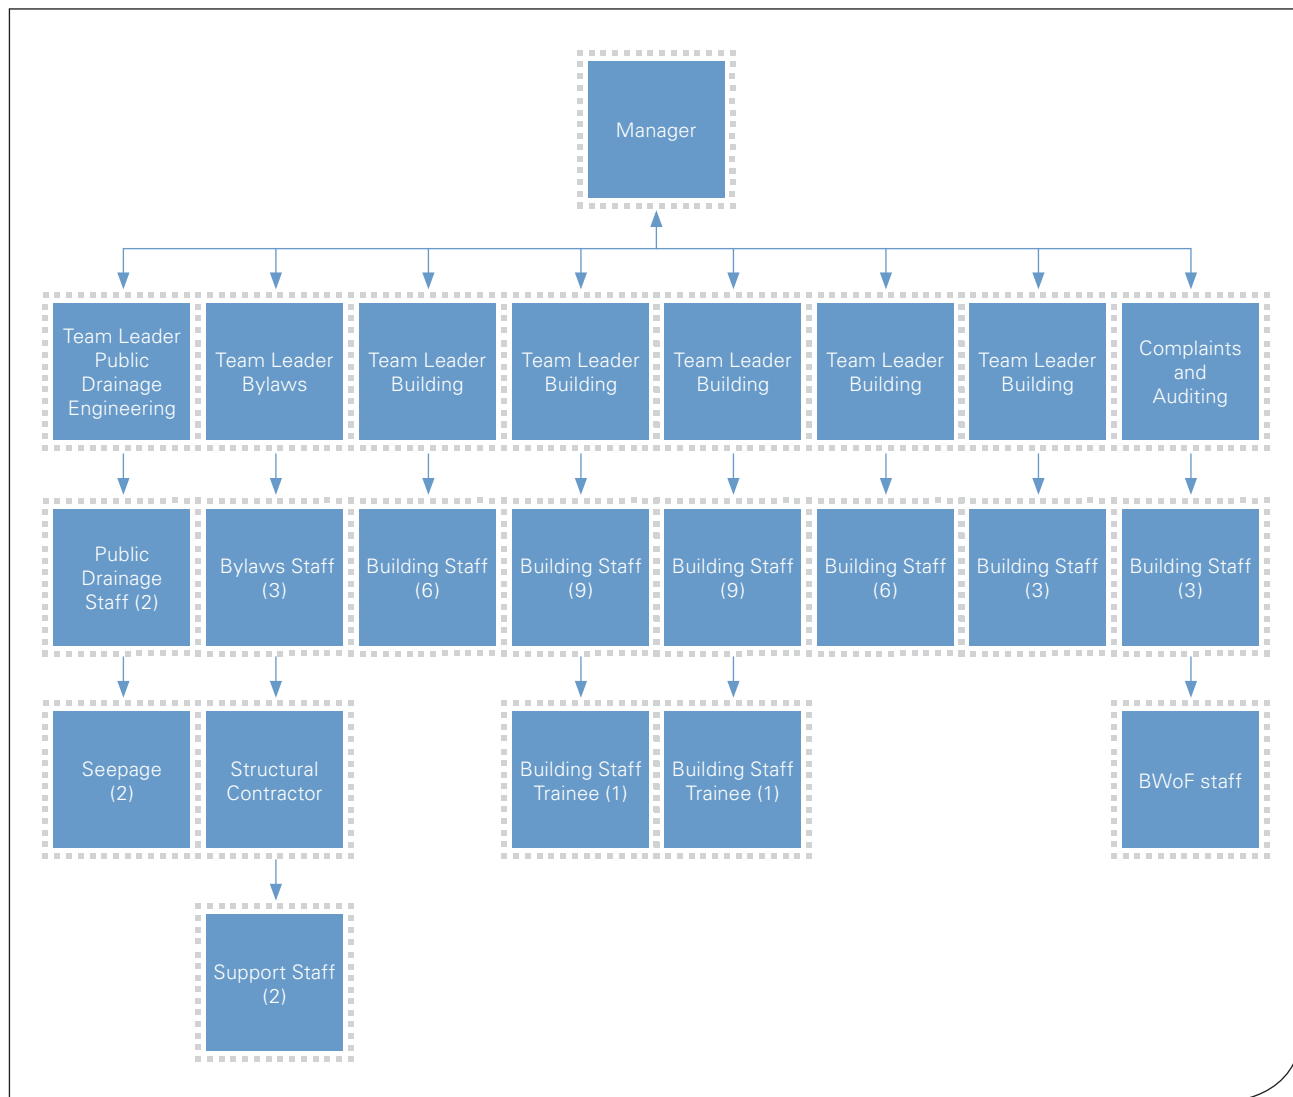 Manager
Team Leader
Public
Drainage
Engineering
Team Leader
Bylaws
Team Leader
Building
Team Leader
Building
Team Leader
Building
Team Leader
Building
Team Leader
Building
Complaints
and
Auditing
Public
Drainage
Staff (2)
Bylaws Staff
(3)
Building Staff
(6)
Building Staff
(9)
Building Staff
(9)
Building Staff
(6)
Building Staff
(3)
Building Staff
(3)
Seepage
(2)
Structural
Contractor
Building Staff
Trainee (1)
Building Staff
Trainee (1)
BWoF staff
Support Staff
(2)